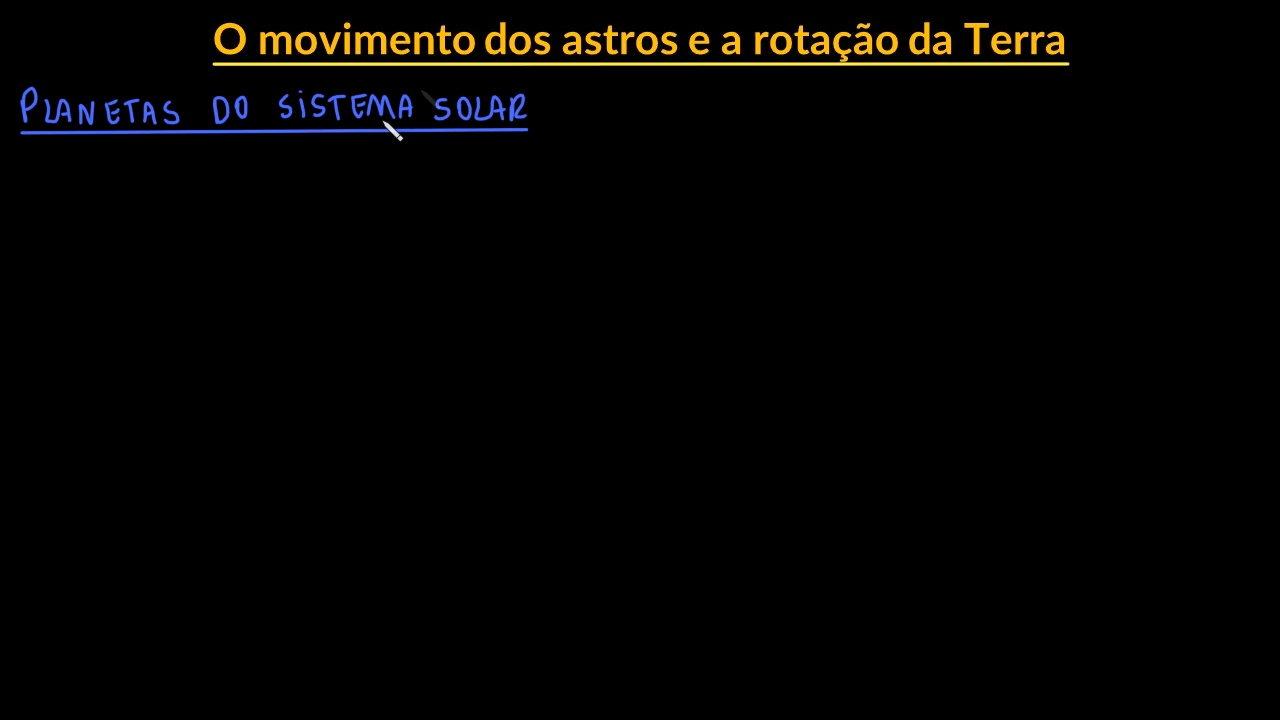 O movimento dos astros e a rotação da Terra
PLANETAS DO SiSTEMA SOLAR